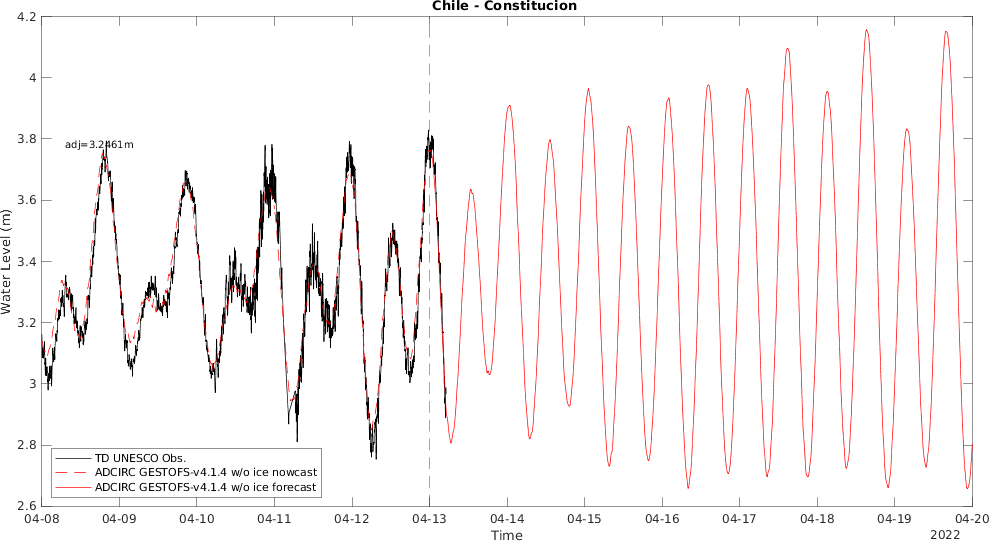 Chile - Constitucion
4.2
4
3.8
3.6
3.4
3.2
3
2.8
2.6
Water Level (m)
adj=3.2461m
TD UNESCO Obs.
ADCIRC GESTOFS-v4.1.4 w/o ice nowcast
ADCIRC GESTOFS-v4.1.4 w/o ice forecast
04-08 04-09 04-10 04-11 04-12 04-13 04-14 04-15 04-16 04-17 04-18 04-19 04-20
Time
2022